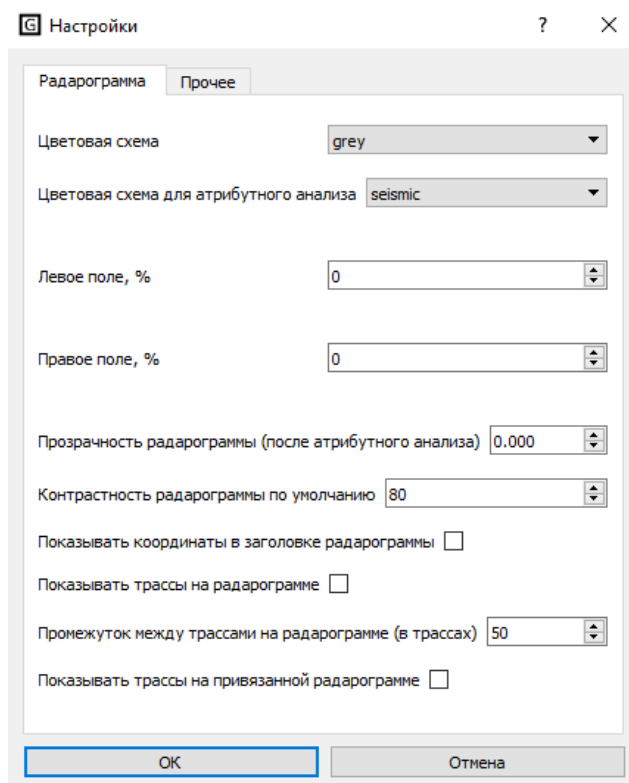 G Настройки ?
Радарограмма Прочее
Цветовая схема grey
Цветовая схема для атрибутного анализа seismic
Левое поле, % 0
Правое поле, % 0
Прозрачность радарограммы (после атрибутного анализа) 0.000
Контрастность радарограммы по умолчанию 80
Показывать координаты в заголовке радарограммы
Показывать трассы на радарограмме
Промежуток между трассами на радарограмме (в трассах) 50
Показывать трассы на привязанной радарограмме
OK Отмена